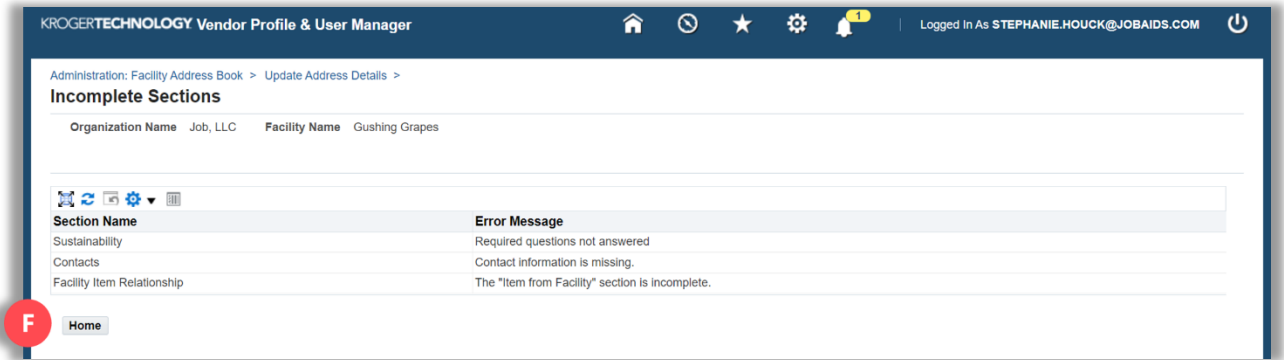 KROGERTECHNOLOGY. Vendor Profile & User Manager 1 Logged In As STEPHANIE.HOUCK@JOBAIDS.COM
Administration: Facility Address Book > Update Address Details >
Incomplete Sections
Organization Name Job, LLC Facility Name Gushing Grapes
Section Name Error Message
Sustainability Required questions not answered
Contacts Contact information is missing.
Facility Item Relationship The "Item from Facility" section is incomplete.
F Home